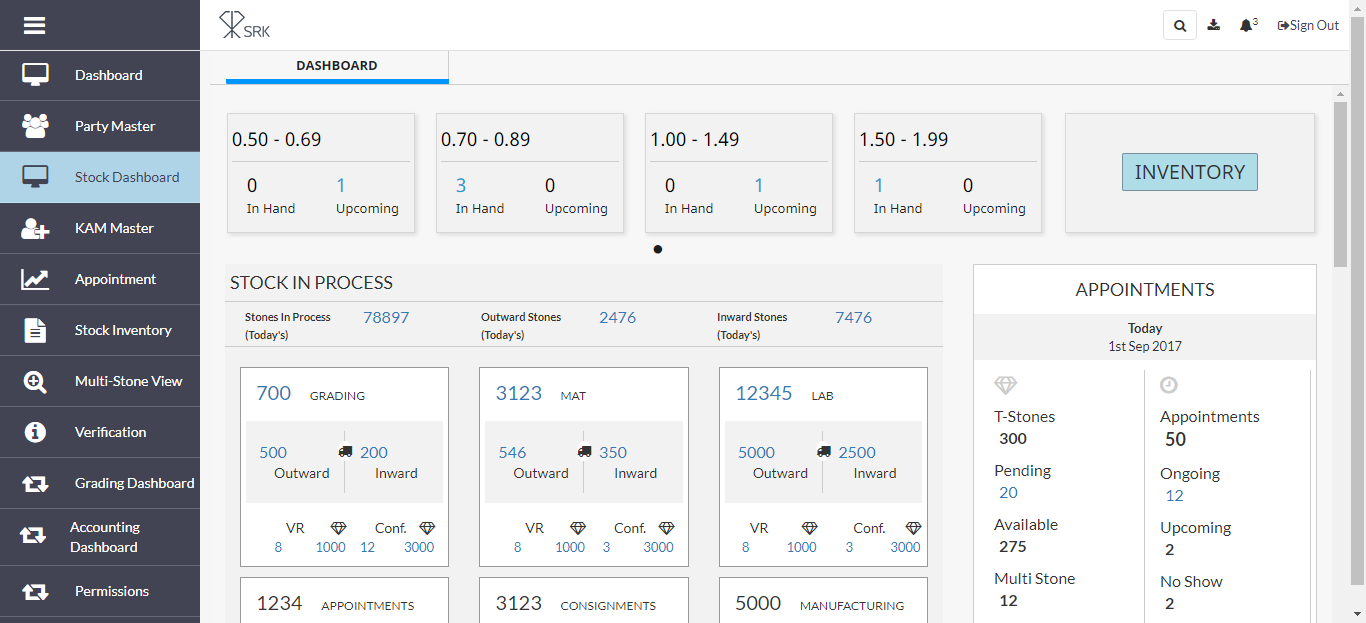 SRK
3
Sign Out
Dashboard
Party Master
Stock Dashboard
KAM Master
Appointment
Stock Inventory
Multi-Stone View
Verification
Grading Dashboard
Accounting
Dashboard
Permissions
DASHBOARD
0.50 - 0.69
0 1
In Hand Upcoming
0.70 - 0.89
3 0
In Hand Upcoming
1.00 - 1.49
0 1
In Hand Upcoming
1.50 - 1.99
1 0
In Hand Upcoming
INVENTORY
STOCK IN PROCESS
Stones In Process 78897
(Today's)
Outward Stones 2476
(Today's)
Inward Stones 7476
(Today's)
700 GRADING
500 200
Outward Inward
VR Conf.
8 1000 12 3000
3123 MAT
546 350
Outward Inward
VR Conf.
8 1000 3 3000
12345 LAB
5000 2500
Outward Inward
VR Conf.
8 1000 3 3000
1234 APPOINTMENTS
3123 CONSIGNMENTS
5000 MANUFACTURING
APPOINTMENTS
Today
1st Sep 2017
T-Stones
300
Pending
20
Available
275
Multi Stone
12
Appointments
50
Ongoing
12
Upcoming
2
No Show
2